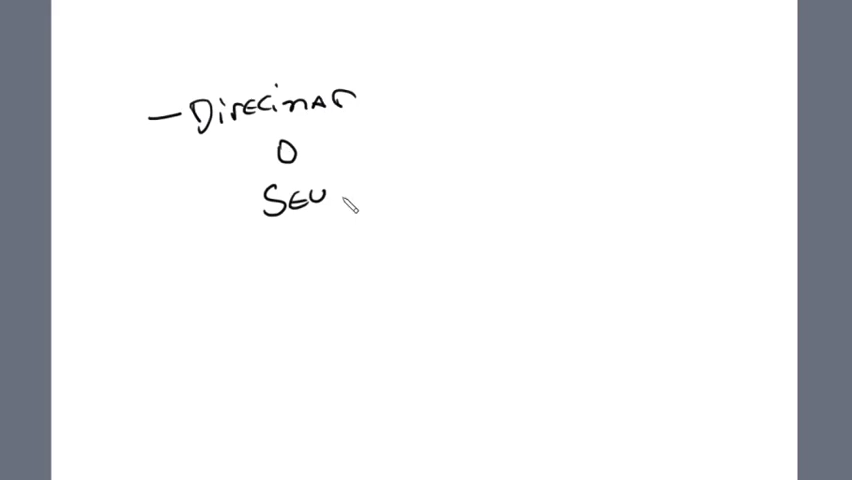 - Direcinar
O
SEU